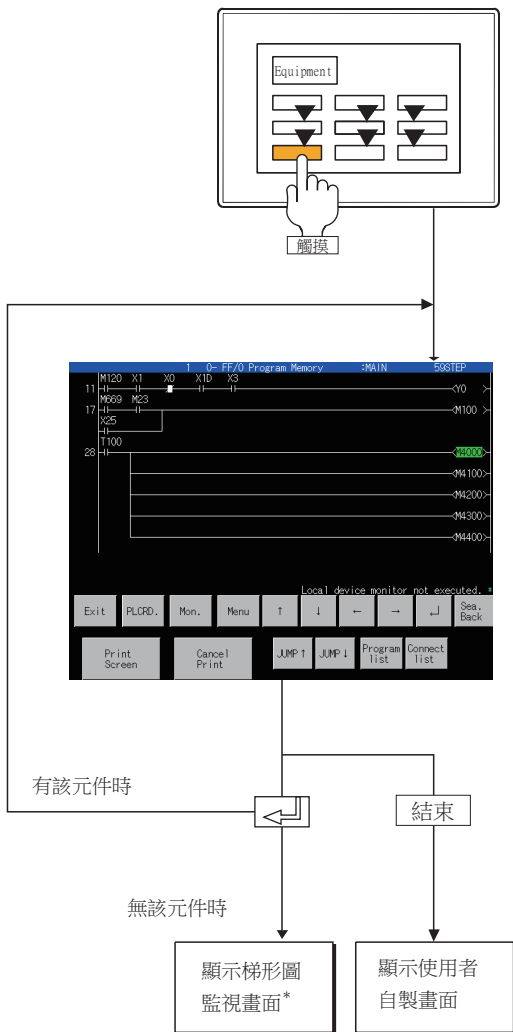 Equipment
觸摸
1 0- FF/0 Program Memory :MAIN 59STEP
M120 X1 X0 X1D X3
11 Y0
M669 M23
17 M100
X25
T100
28 M4000
M4100
M4200
M4300
M4400
Local device monitor not executed.
Exit PLCRD. Mon. Menu ↑ ↓ ← → ↵ Sea. Back
Print Screen Cancel Print JUMP↑ JUMP↓ Program list Connect list
有該元件時
結束
無該元件時
顯示梯形圖
監視畫面*
顯示使用者
自製畫面